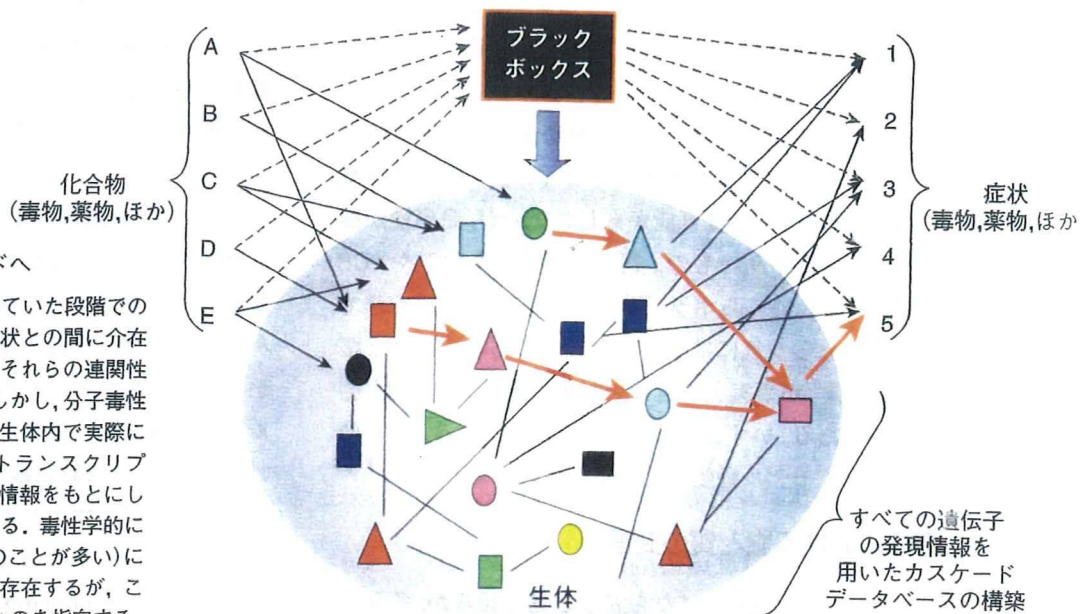 ブラック
ボックス
A
B
C
D
E
化合物
(毒物,薬物,ほか)
1
2
3
4
5
症状
(毒物,薬物,ほか
ドへ
ていた段階での
状との間に介在
それらの連関性
しかし,分子毒性
生体内で実際に
トランスクリプ
情報をもとにし
る.毒性学的に
のことが多い)に
存在するが,こ
生体
すべての遺伝子
の発現情報を
用いたカスケード
データベースの構築